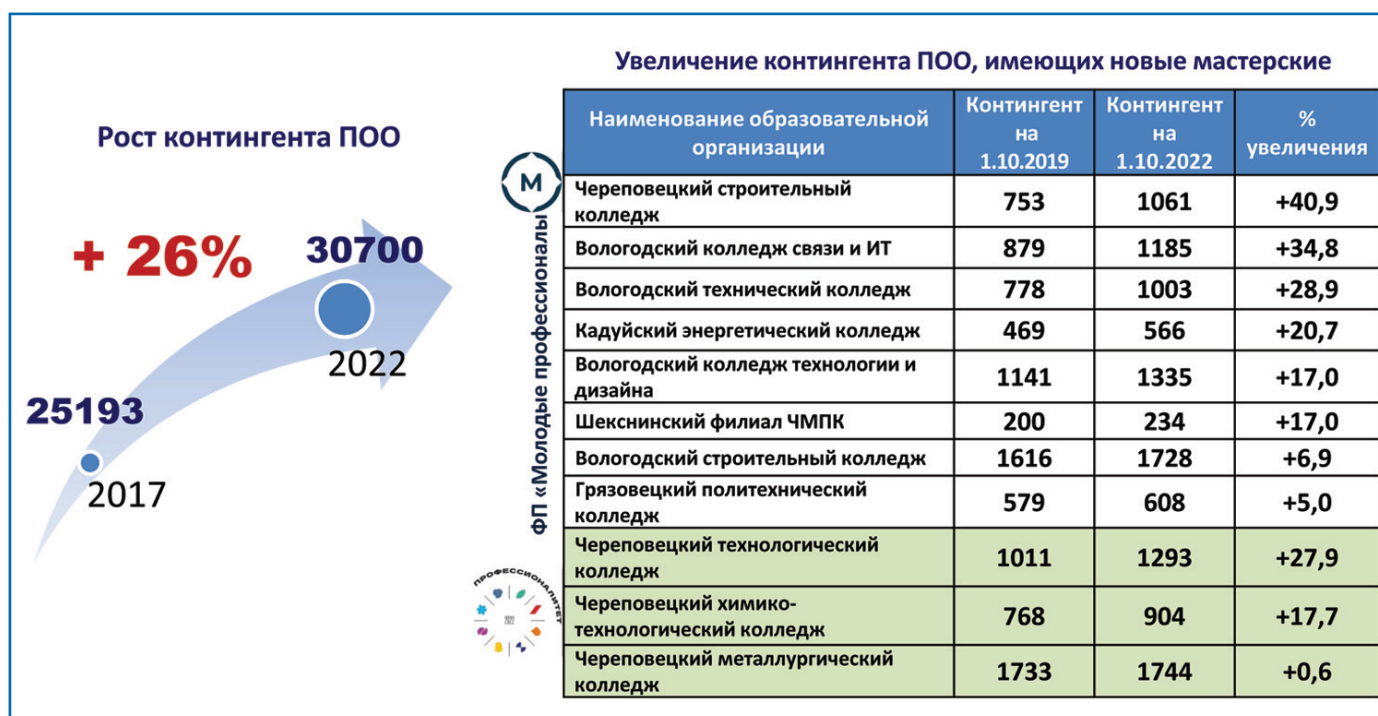 Увеличение контингента ПОО, имеющих новые мастерские
Рост контингента ПОО
+ 26%
30700
2022
25193
2017
М
ФП «Молодые профессионалы
ПРОФЕССИОНАЛИТЕТ
Наименование образовательной
организации
Контингент
на
1.10.2019
Контингент
на
1.10.2022
%
увеличения
Череповецкий строительный
колледж
753
1061
+40,9
Вологодский колледж связи и ИТ
879
1185
+34,8
Вологодский технический колледж
778
1003
+28,9
Кадуйский энергетический колледж
469
566
+20,7
Вологодский колледж технологии и
дизайна
1141
1335
+17,0
Шекснинский филиал ЧМПК
200
234
+17,0
Вологодский строительный колледж
1616
1728
+6,9
Грязовецкий политехнический
колледж
579
608
+5,0
Череповецкий технологический
колледж
1011
1293
+27,9
Череповецкий химико-
технологический колледж
768
904
+17,7
Череповецкий металлургический
колледж
1733
1744
+0,6